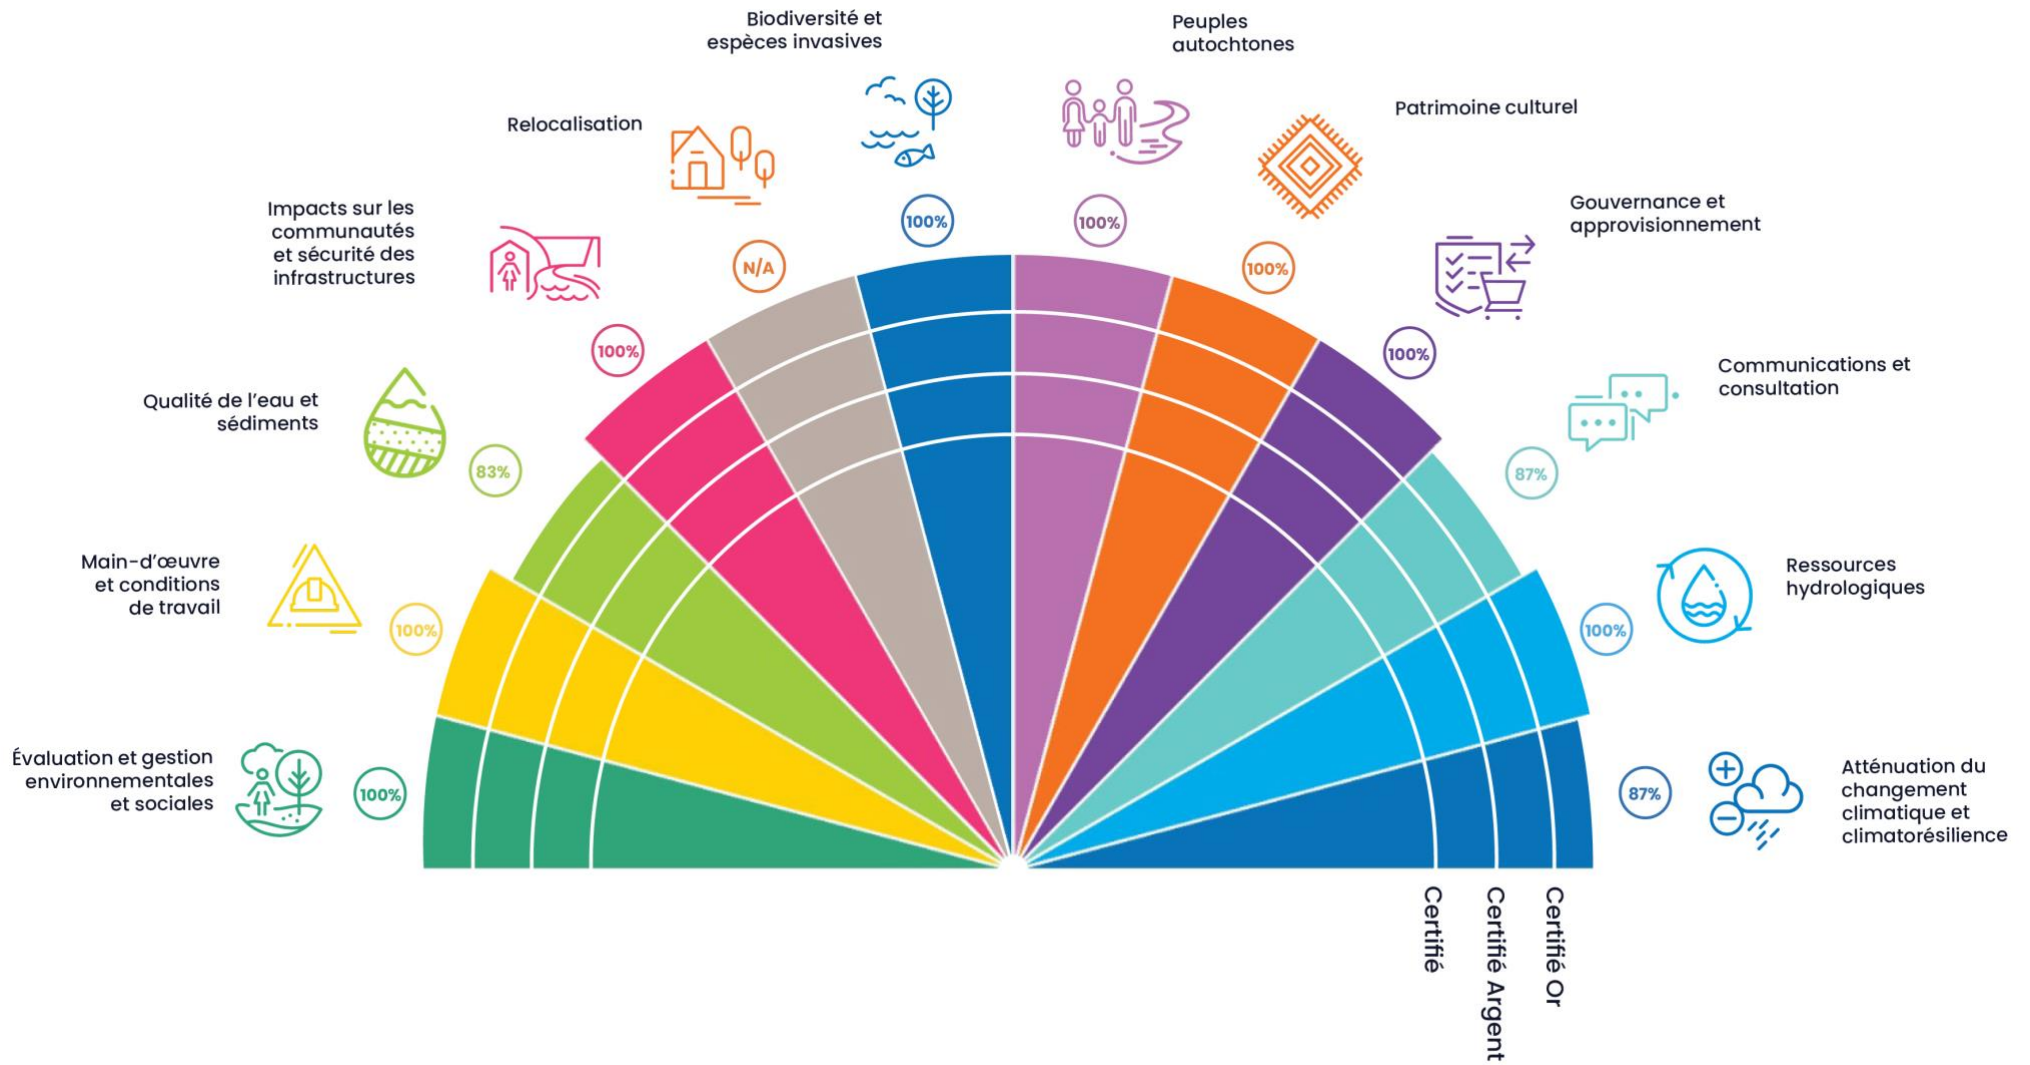 Biodiversité et
espèces invasives
100%
Peuples
autochtones
100%
Relocalisation
N/A
Patrimoine culturel
100%
Impacts sur les
communautés
et sécurité des
infrastructures
100%
Gouvernance et
approvisionnement
100%
Qualité de l’eau et
sédiments
83%
Communications et
consultation
87%
Main-d’œuvre
et conditions
de travail
100%
Ressources
hydrologiques
100%
Évaluation et gestion
environnementales
et sociales
100%
Atténuation du
changement
climatique et
climatorésilience
87%
Certifié
Certifié Argent
Certifié Or